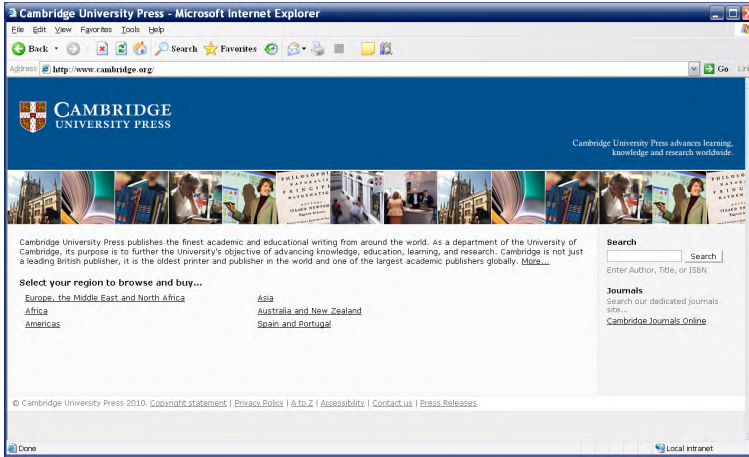 Cambridge University Press - Microsoft Internet Explorer
File Edit View Favorites Tools Help
Back Search Favorites
Address http://www.cambridge.org/ Go Lin
CAMBRIDGE
UNIVERSITY PRESS
Cambridge University Press advances learning,
knowledge and research worldwide.
PHILOSOPHI
NATURALIS
PRINCIPI
MATHEMATIC
ISAACO NEWTON
Cambridge University Press publishes the finest academic and educational writing from around the world. As a department of the University of
Cambridge, its purpose is to further the University's objective of advancing knowledge, education, learning, and research. Cambridge is not just
a leading British publisher, it is the oldest printer and publisher in the world and one of the largest academic publishers globally. More...
Select your region to browse and buy...
Europe, the Middle East and North Africa
Africa
Americas
Asia
Australia and New Zealand
Spain and Portugal
Search
Search
Enter Author, Title, or ISBN
Journals
Search our dedicated journals
site...
Cambridge Journals Online
© Cambridge University Press 2010. Copyright statement | Privacy Policy | A to Z | Accessibility | Contact us | Press Releases
Done Local intranet